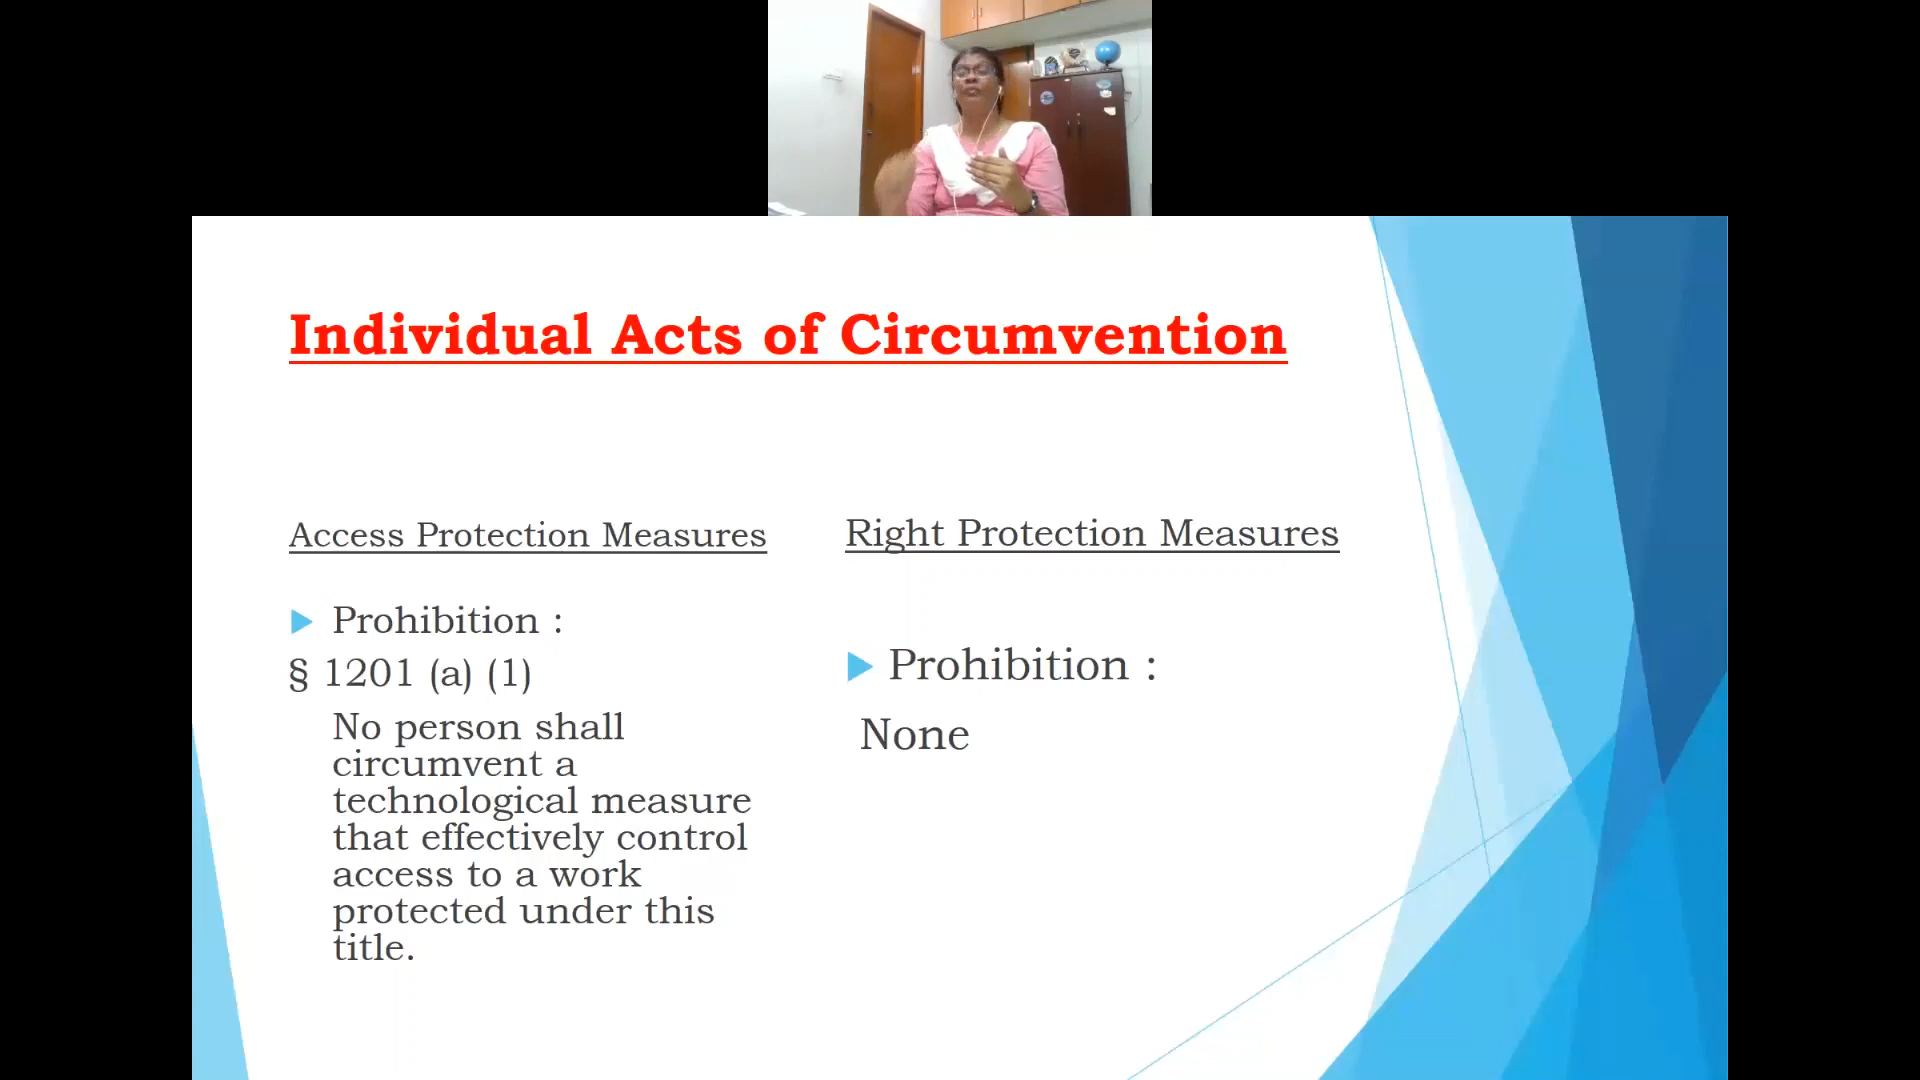 Individual Acts of Circumvention
Access Protection Measures
Prohibition :
§ 1201 (a) (1)
No person shall
circumvent a
technological measure
that effectively control
access to a work
protected under this
title.
Right Protection Measures
Prohibition :
None